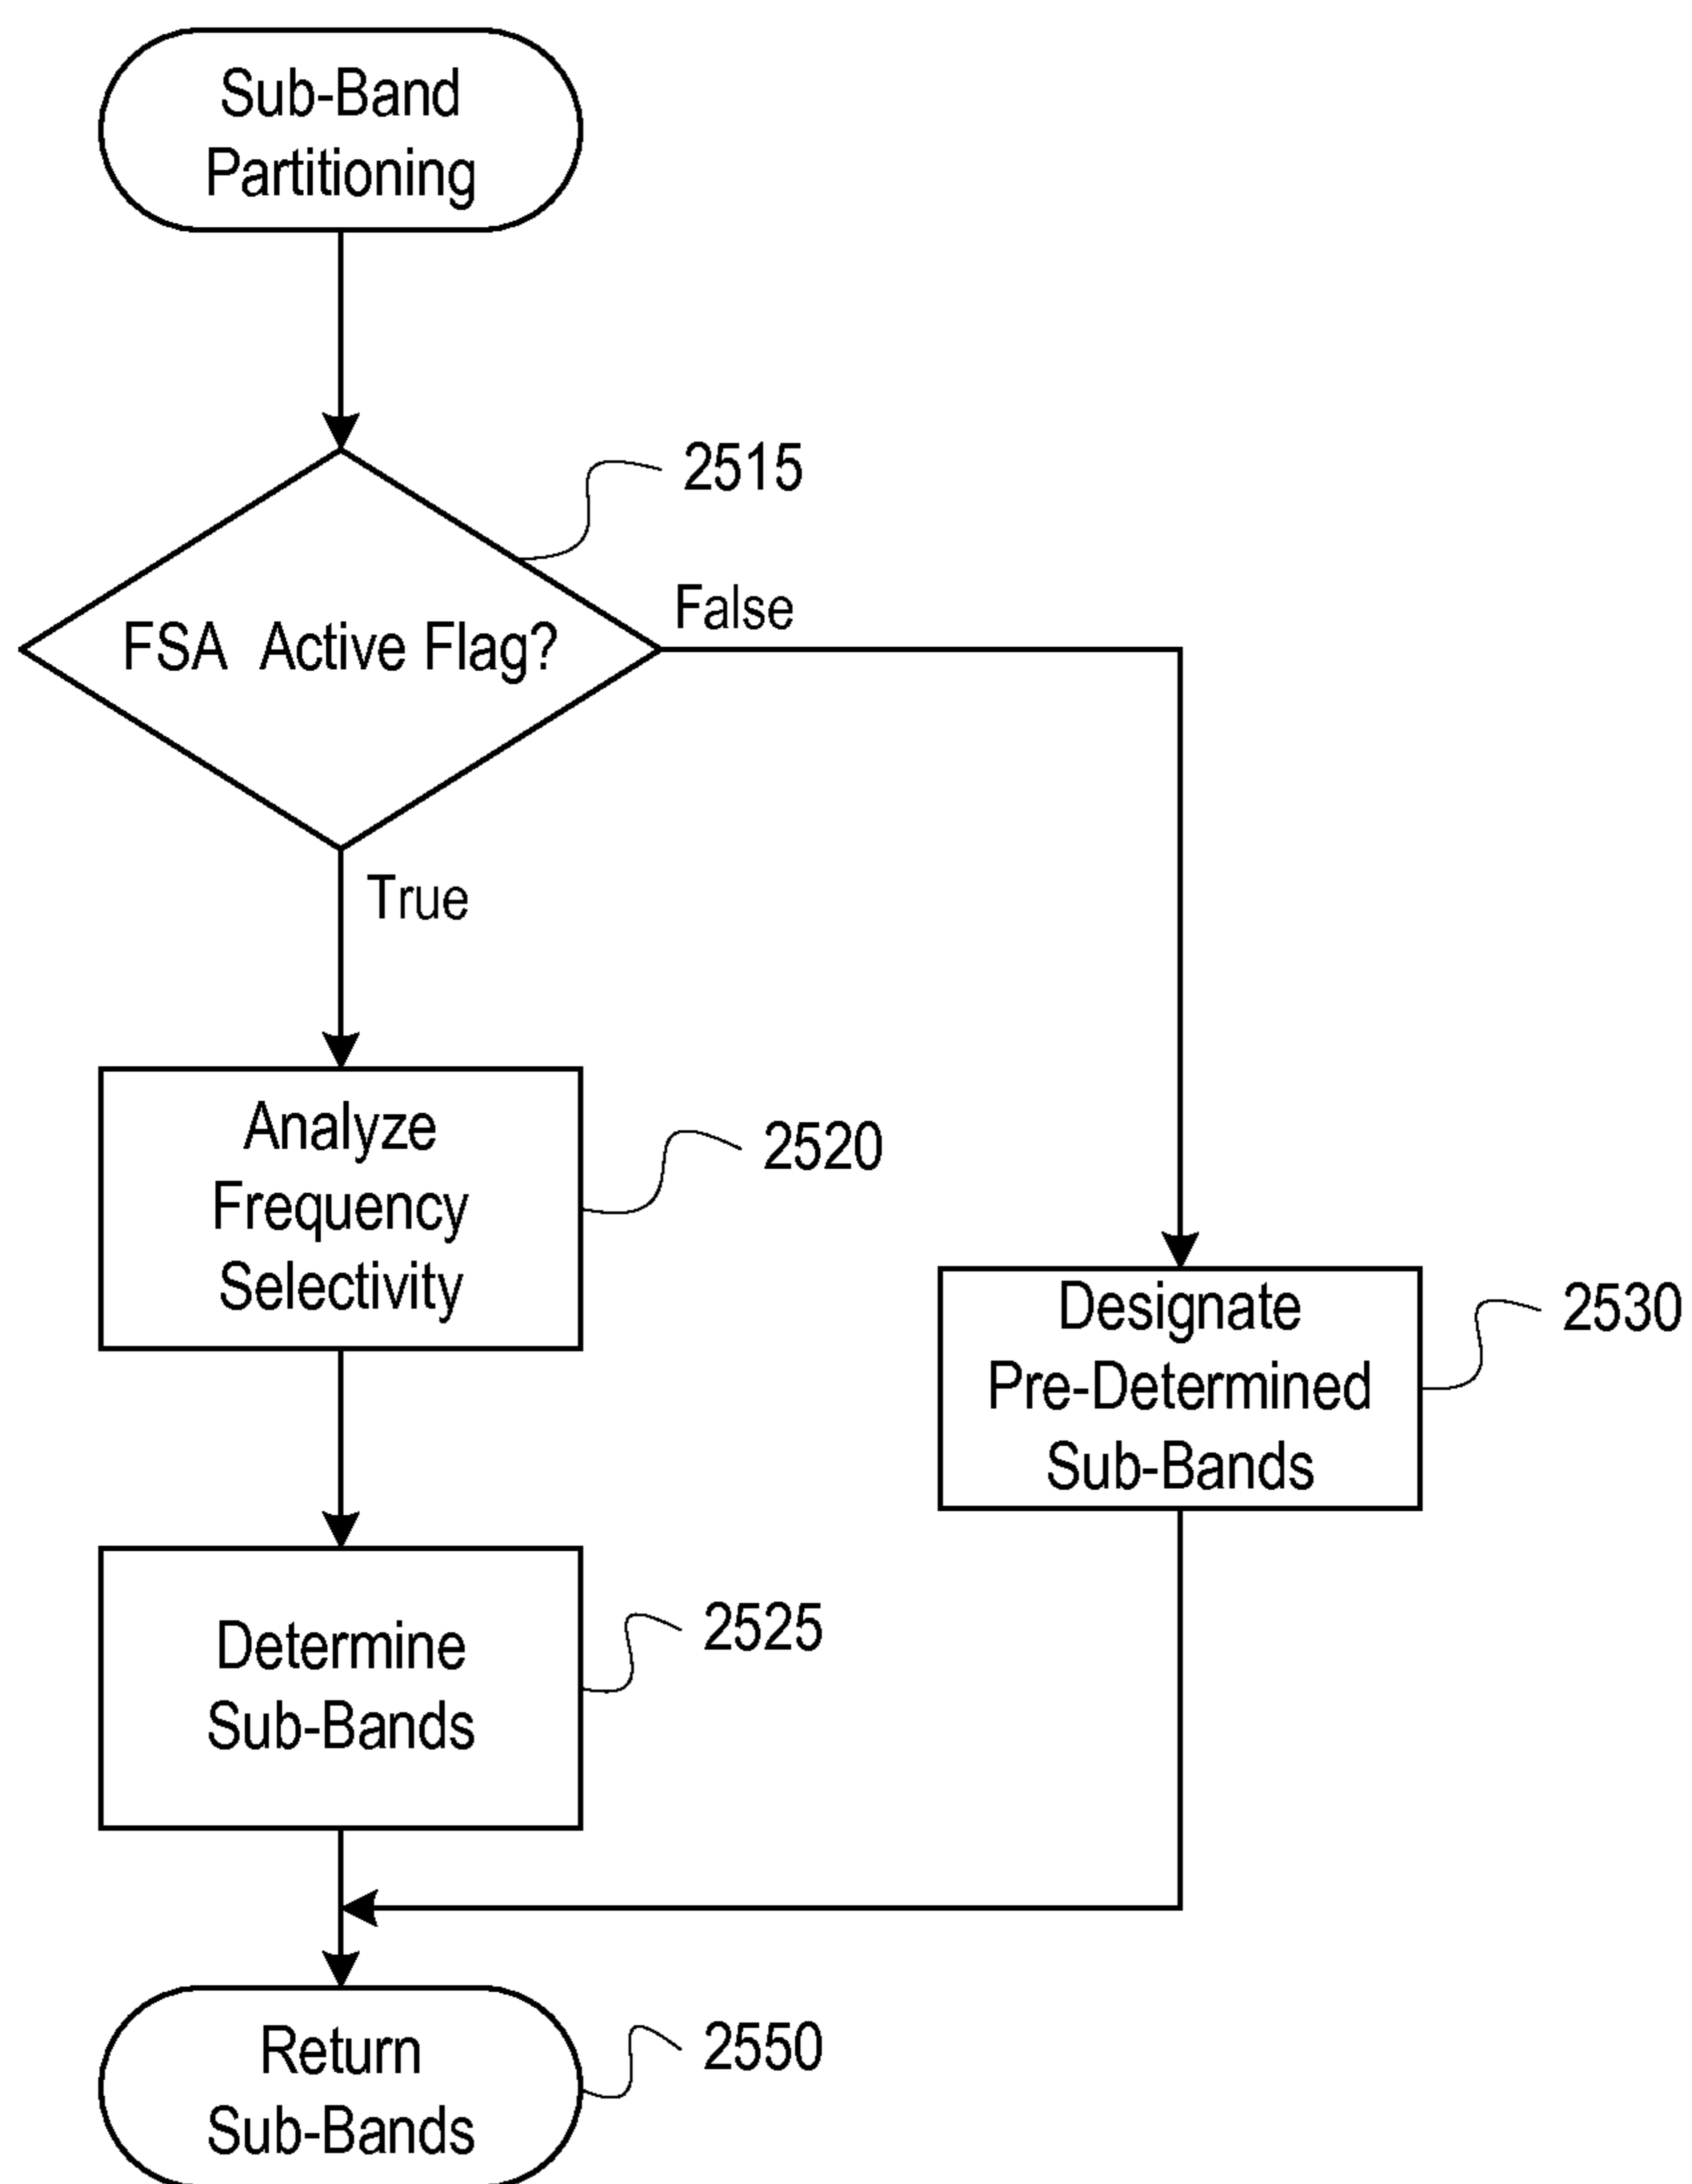 Sub-Band
Partitioning
2515
False
FSA Active Flag?
True
Analyze
Frequency
Selectivity
2520
Designate
Pre-Determined
Sub-Bands
2530
Determine
Sub-Bands
2525
Return
Sub-Bands
2550